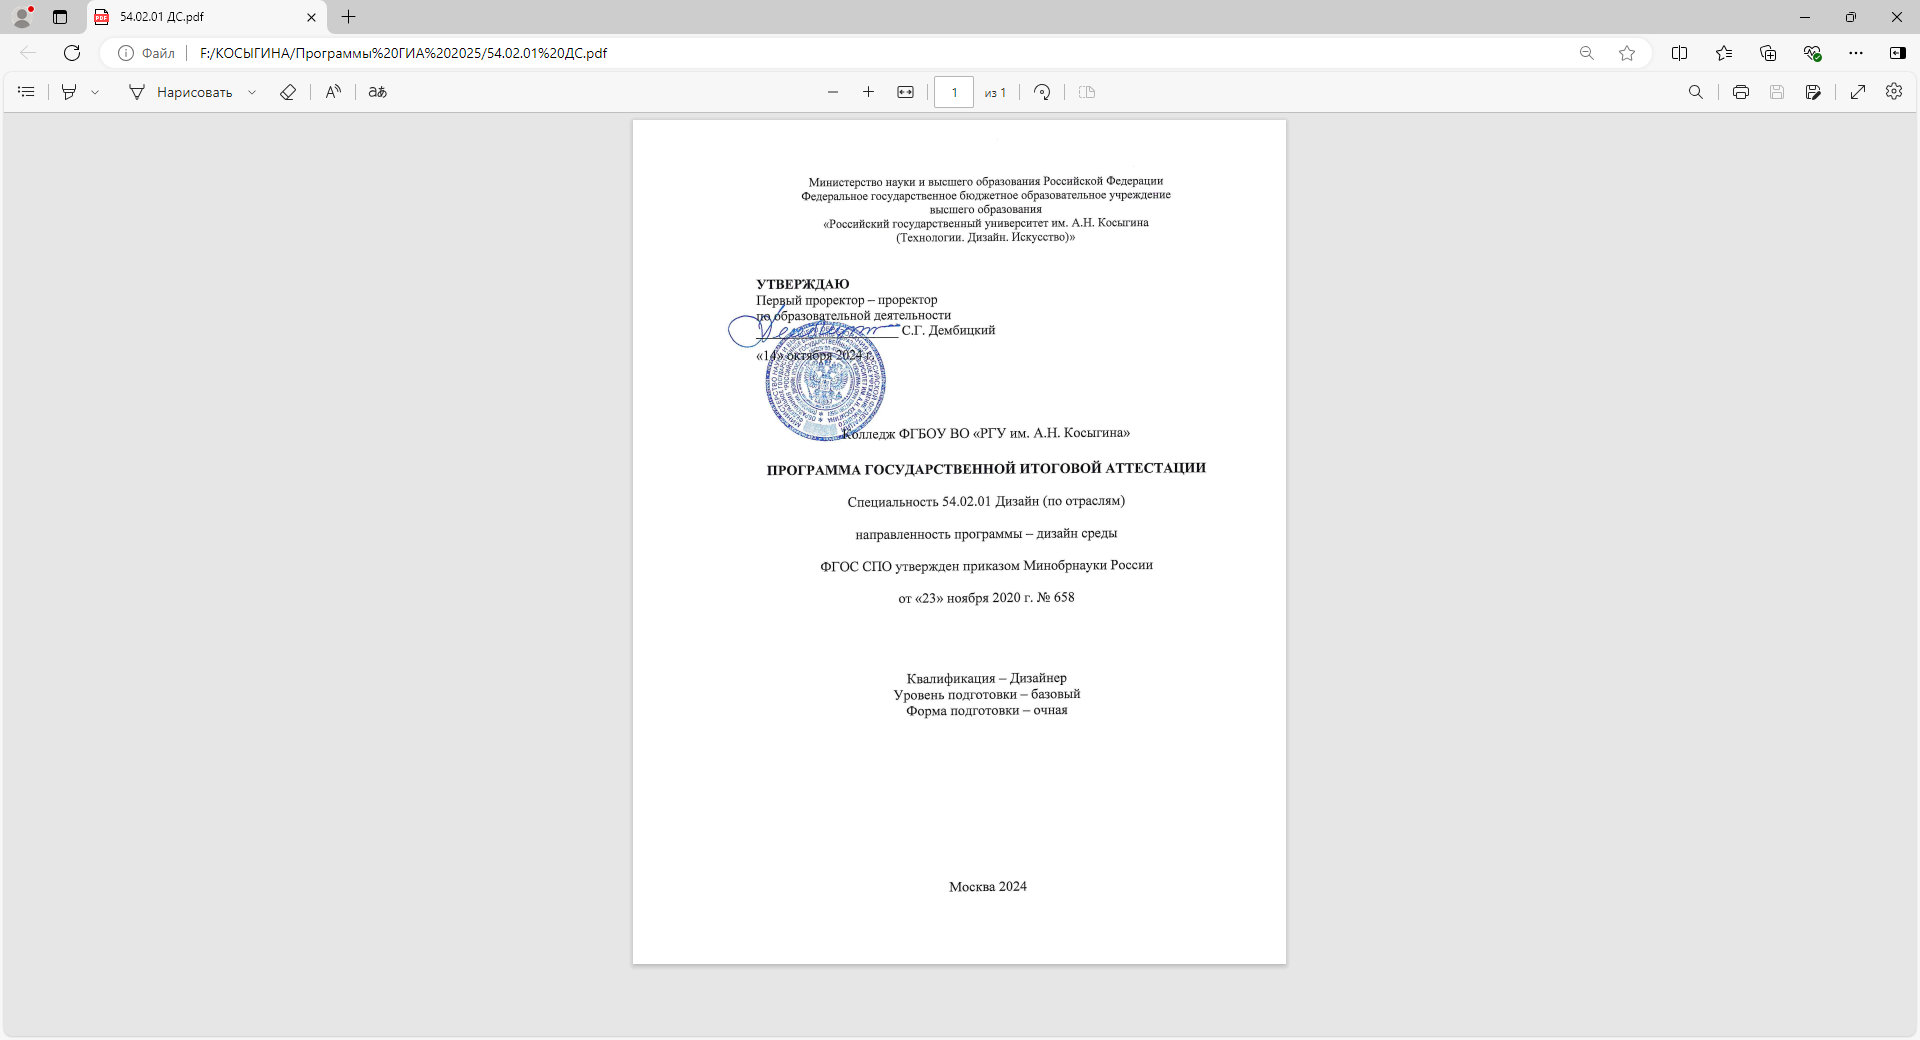 54.02.01 ДС.pdf
Файл
F:/КОСЫГИНА/Программы%20ГИА%202025/54.02.01%20ДС.pdf
Нарисовать
1
из 1
Министерство науки и высшего образования Российской Федерации
Федеральное государственное бюджетное образовательное учреждение
высшего образования
«Российский государственный университет им. А.Н. Косыгина
(Технологии. Дизайн. Искусство)»
УТВЕРЖДАЮ
Первый проректор – проректор
по образовательной деятельности
С.Г. Дембицкий
«14» октября 2024 г.
Колледж ФГБОУ ВО «РГУ им. А.Н. Косыгина»
ПРОГРАММА ГОСУДАРСТВЕННОЙ ИТОГОВОЙ АТТЕСТАЦИИ
Специальность 54.02.01 Дизайн (по отраслям)
направленность программы – дизайн среды
ФГОС СПО утвержден приказом Минобрнауки России
от «23» ноября 2020 г. № 658
Квалификация – Дизайнер
Уровень подготовки – базовый
Форма подготовки – очная
Москва 2024